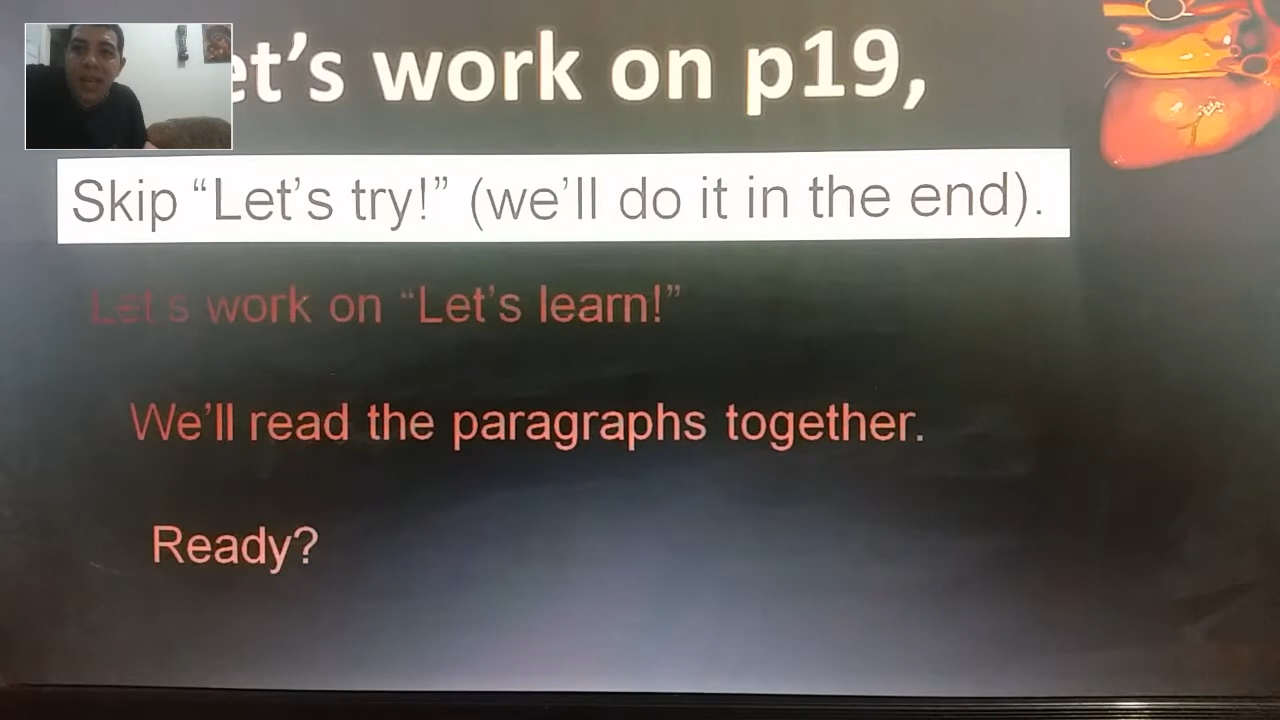 et’s work on p19,
Skip “Let’s try!” (we’ll do it in the end).
Let’s work on “Let’s learn!”
We’ll read the paragraphs together.
Ready?